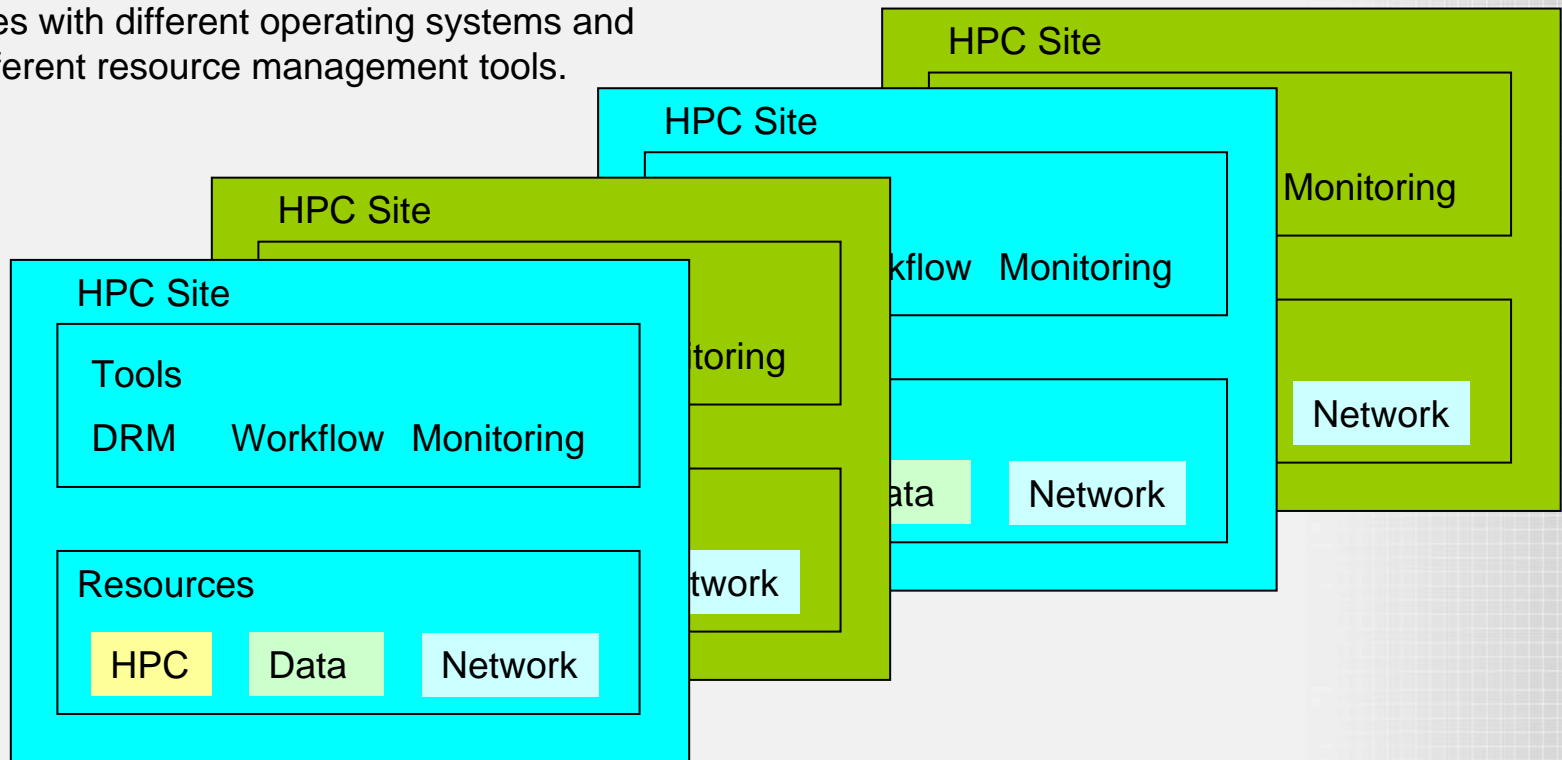 es with different operating systems and
ferent resource management tools.
HPC Site
Monitoring
Network
HPC Site
kflow Monitoring
ata Network
HPC Site
itoring
twork
HPC Site
Tools
DRM Workflow Monitoring
Resources
HPC Data Network